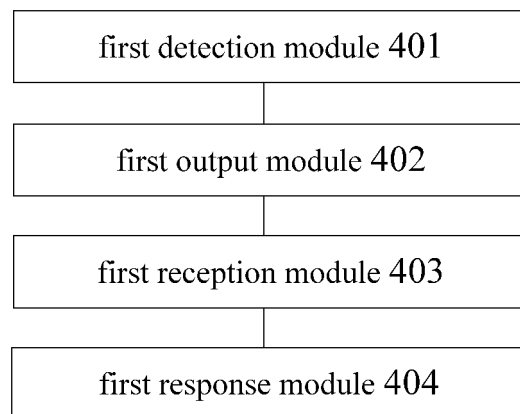 first detection module 401
first output module 402
first reception module 403
first response module 404